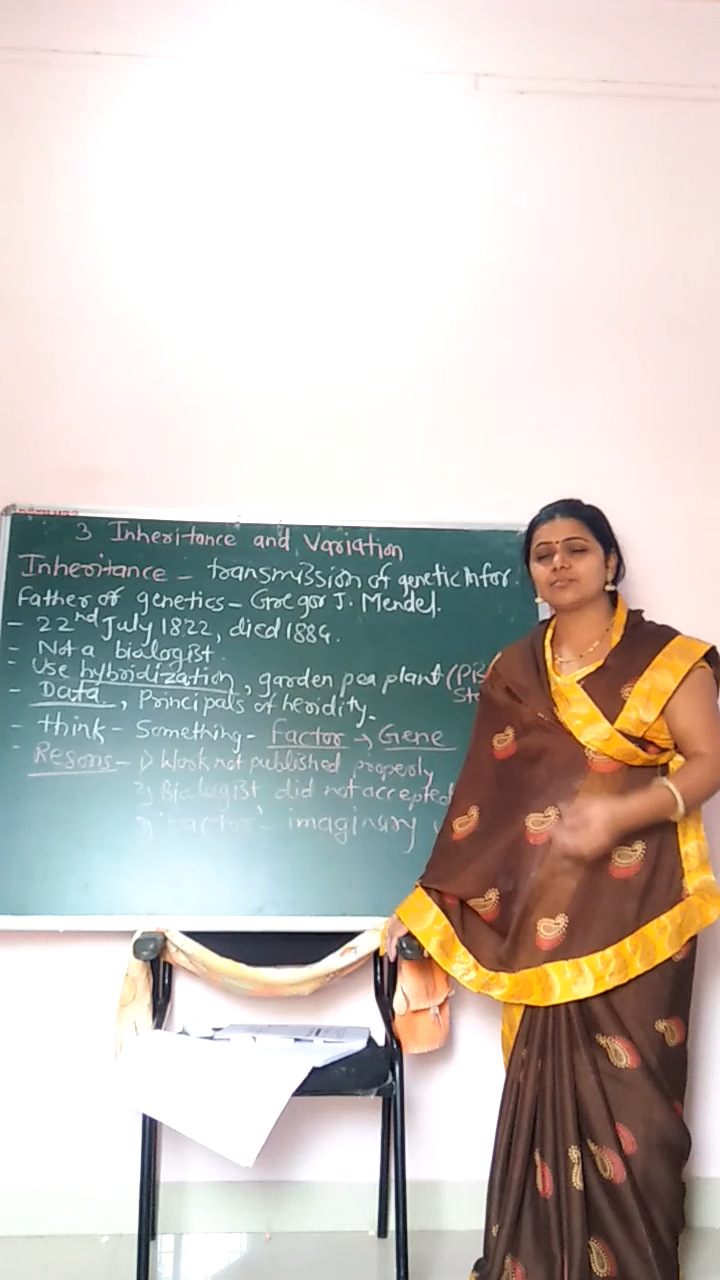 3 Inheritance and Variation
Inheritance - transmission of genetic infor.
Father of genetics - Gregor J. Mendel.
- 22nd July 1822, died 1884.
- Not a biologist.
- Use hybridization, garden pea plant (Pis
- Data, Principals of heridity.
- think - Something - Factor → Gene
- Resons - 1) Work not published properly
2) Biologist did not accepted
3) 'Factor' - imaginary